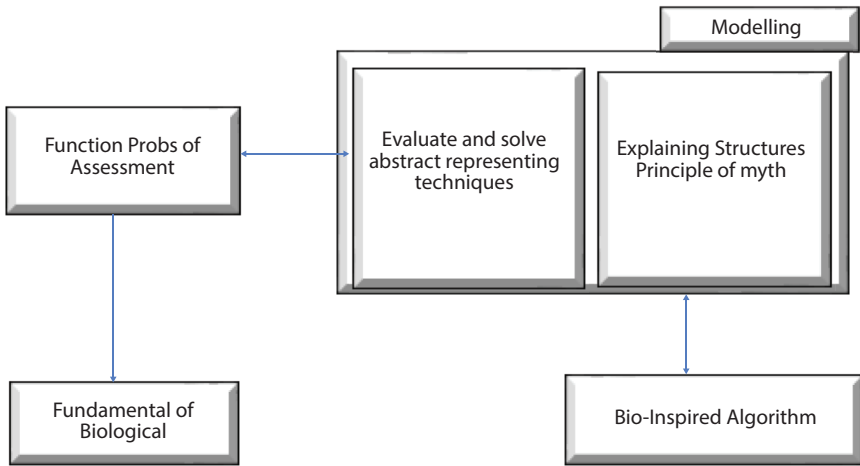 Modelling
Function Probs of
Assessment
Evaluate and solve
abstract representing
techniques
Explaining Structures
Principle of myth
Fundamental of
Biological
Bio-Inspired Algorithm